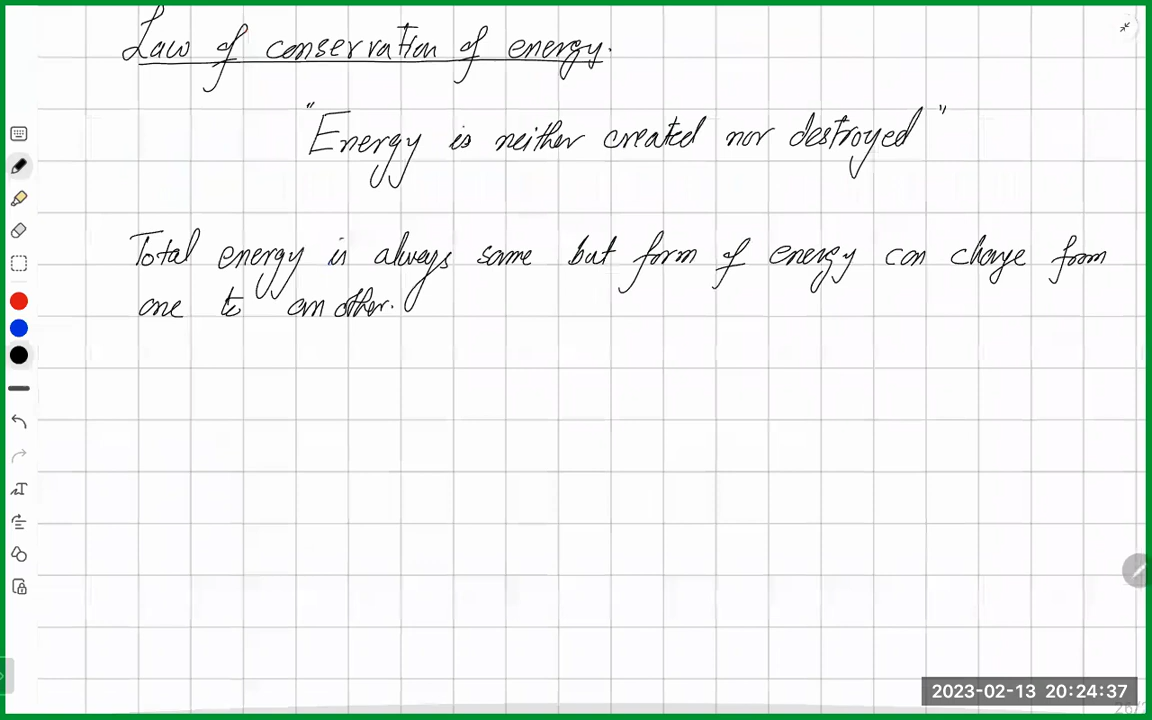 Law of conservation of energy.
"Energy is neither created nor destroyed"
Total energy is always same but form of energy can change from
one to another.
2023-02-13 20:24:37